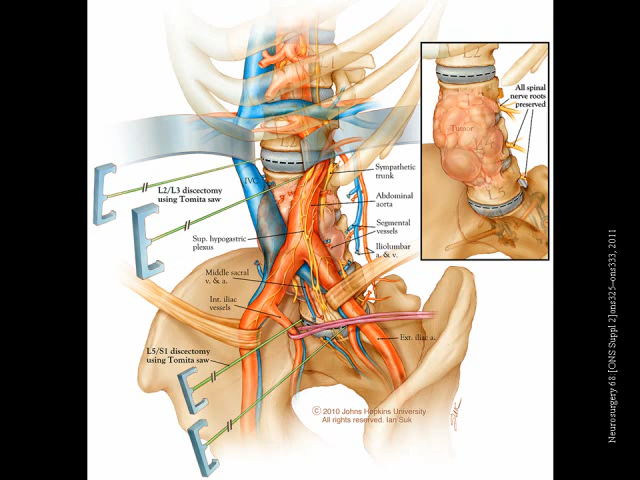 L2
All spinal
nerve roots
preserved
Tumor
L5
Sympathetic
trunk
IVC
L2/L3 discectomy
using Tomita saw
Abdominal
aorta
Segmental
vessels
Sup. hypogastric
plexus
Iliolumbar
a. & v.
Middle sacral
v. & a.
Int. iliac
vessels
Ext. iliac a.
L5/S1 discectomy
using Tomita saw
© 2010 Johns Hopkins University
All rights reserved. Ian Suk
Neurosurgery 68 [ONS Suppl 2]ons325–ons333, 2011